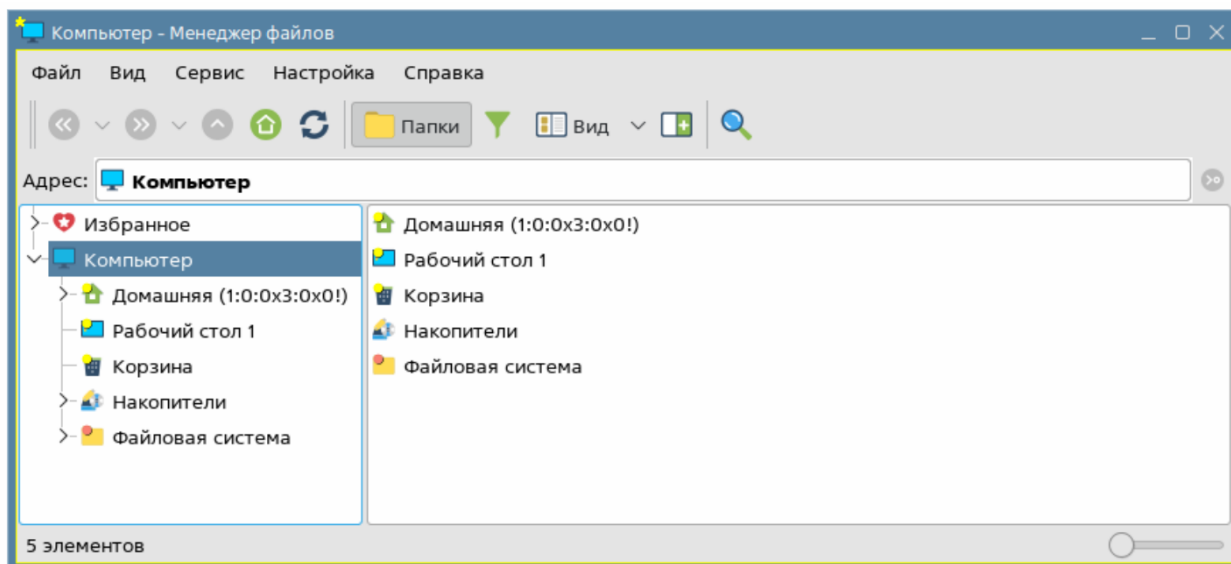 Компьютер - Менеджер файлов
Файл Вид Сервис Настройка Справка
Папки Вид
Адрес: Компьютер
Избранное
Компьютер
Домашняя (1:0:0x3:0x0!)
Рабочий стол 1
Корзина
Накопители
Файловая система
Домашняя (1:0:0x3:0x0!)
Рабочий стол 1
Корзина
Накопители
Файловая система
5 элементов